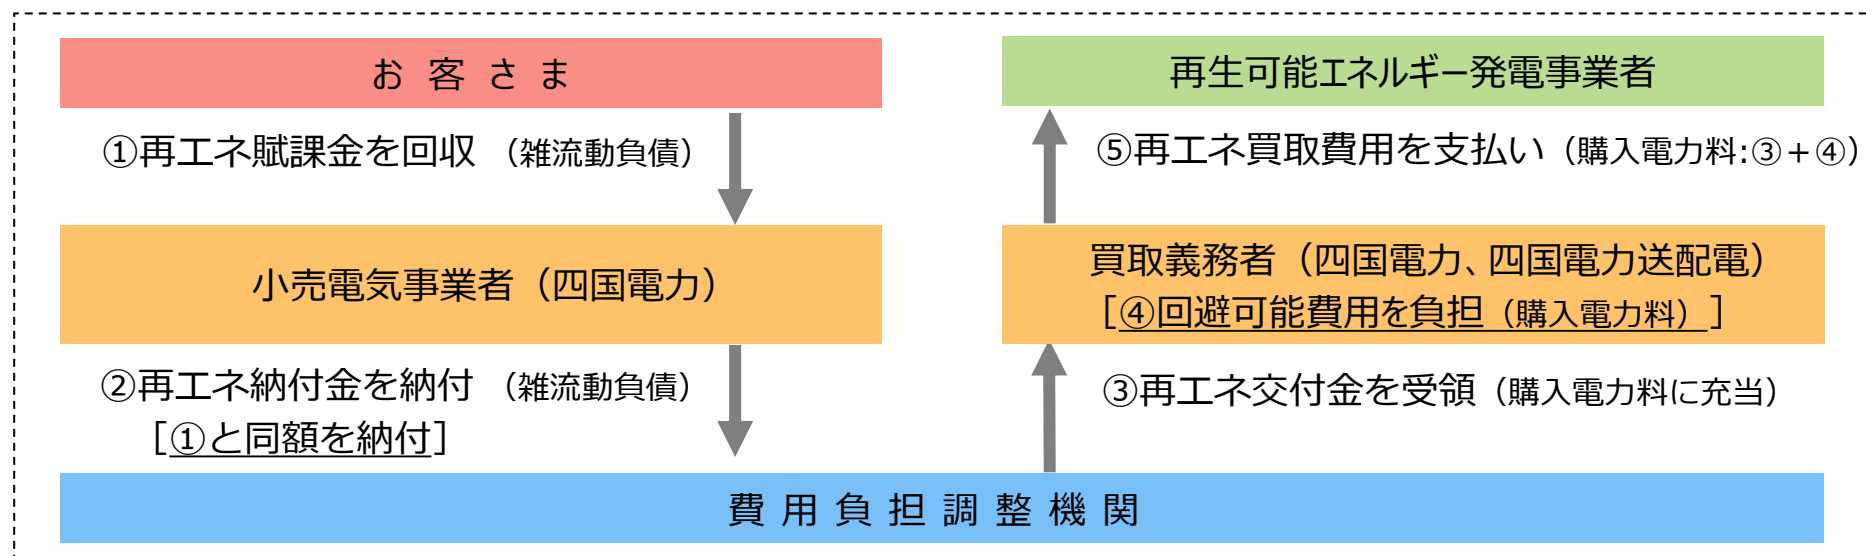 お客さま
①再エネ賦課金を回収（雑流動負債）
小売電気事業者（四国電力）
②再エネ納付金を納付（雑流動負債）
［①と同額を納付］
再生可能エネルギー発電事業者
⑤再エネ買取費用を支払い（購入電力料:③＋④）
買取義務者（四国電力、四国電力送配電）
［④回避可能費用を負担（購入電力料）］
③再エネ交付金を受領（購入電力料に充当）
費用負担調整機関